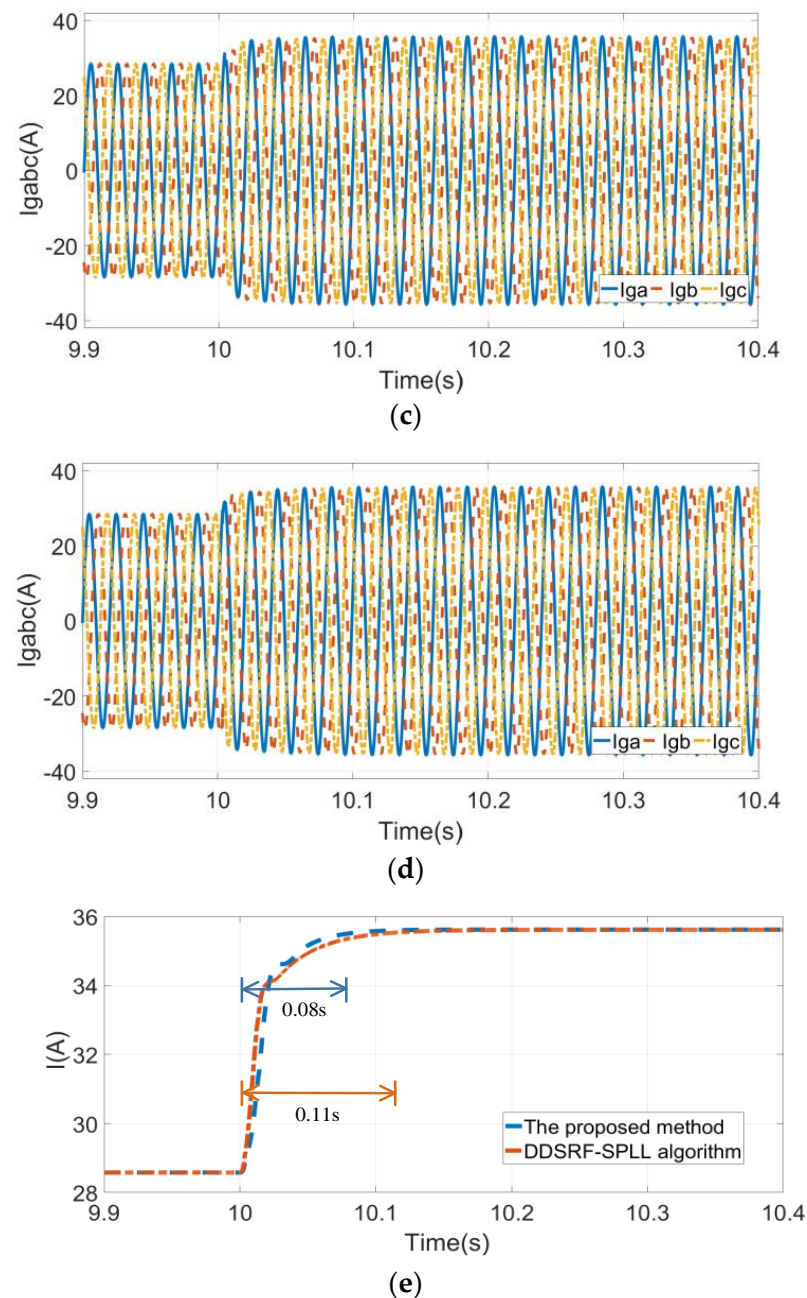 40
20
0
-20
-40
Igabc(A)
Iga Igb Igc
9.9 10 10.1 10.2 10.3 10.4
Time(s)
(c)
40
20
0
-20
-40
Igabc(A)
Iga Igb Igc
9.9 10 10.1 10.2 10.3 10.4
Time(s)
(d)
36
34
32
30
28
I(A)
0.08s
0.11s
The proposed method
DDSRF-SPLL algorithm
9.9 10 10.1 10.2 10.3 10.4
Time(s)
(e)